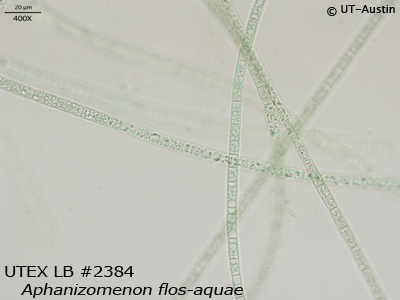 20 µm
400X
© UT-Austin
UTEX LB #2384
Aphanizomenon flos-aquae